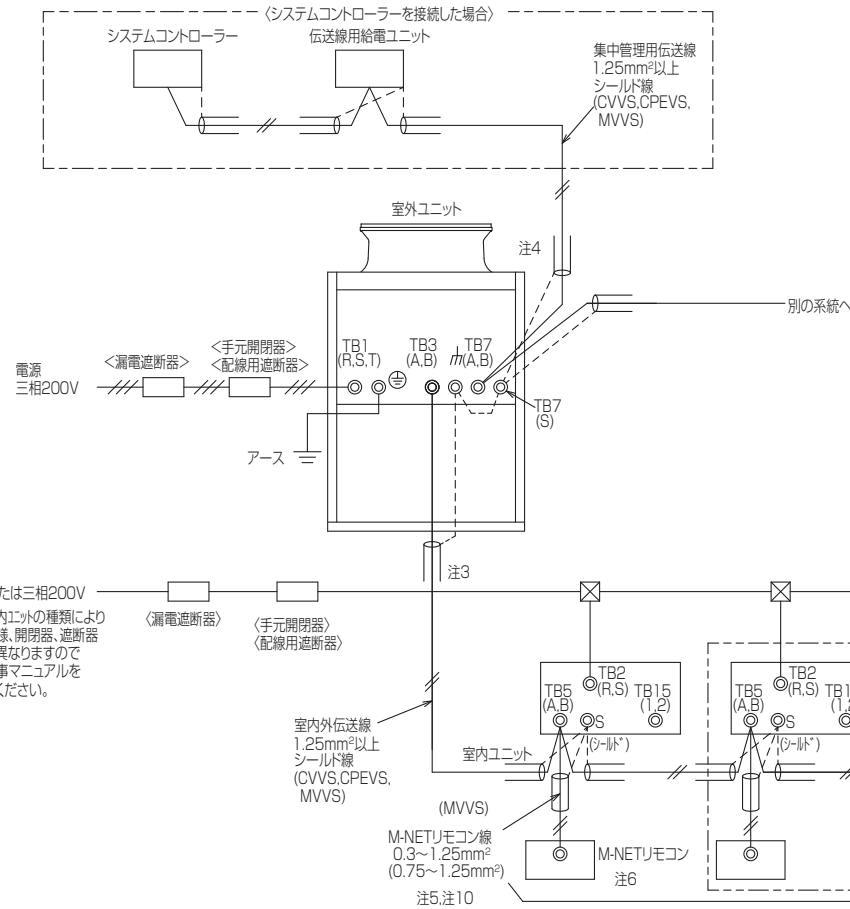 〈システムコントローラーを接続した場合〉
システムコントローラー
伝送線用給電ユニット
集中管理用伝送線
1.25mm²以上
シールド線
(CVVS,CPEVS,
MVVS)
室外ユニット
注4
別の系統へ
電源
三相200V
<漏電遮断器>
<手元開閉器>
<配線用遮断器>
TB1
(R,S,T)
TB3
(A,B)
TB7
(A,B)
TB7
(S)
アース
注3
たは三相200V
内ユニットの種類により
様、開閉器、遮断器
異なりますので
事マニュアルを
ください。
〈漏電遮断器〉
〈手元開閉器〉
〈配線用遮断器〉
室内外伝送線
1.25mm²以上
シールド線
(CVVS,CPEVS,
MVVS)
室内ユニット
TB2
(R,S)
TB5
(A,B)
TB15
(1,2)
S
(シールド)
TB2
(R,S)
TB5
(A,B)
TB1
(1,2
S
(シールド)
(MVVS)
M-NETリモコン線
0.3~1.25mm²
(0.75~1.25mm²)
注5,注10
M-NETリモコン
注6